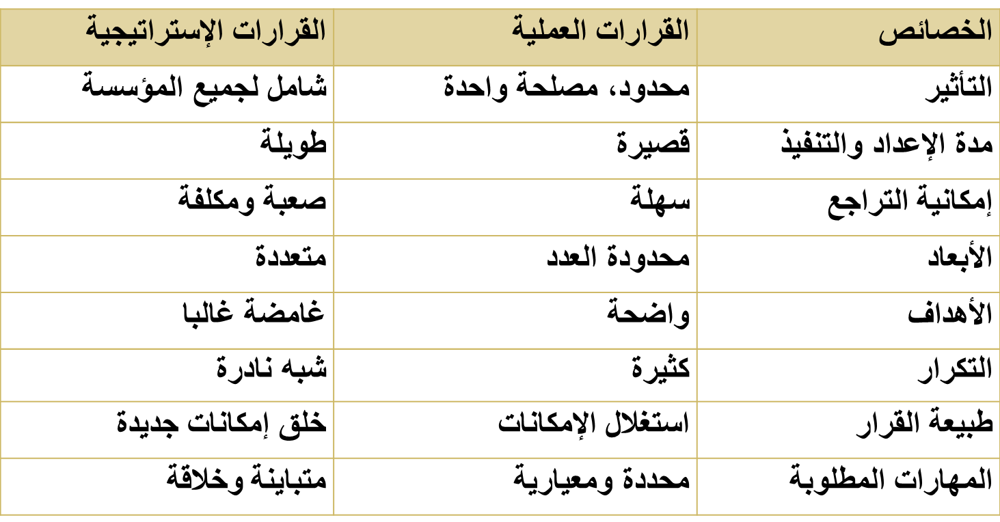 الخصائص القرارات العملية القرارات الإستراتيجية
التأثير محدود، مصلحة واحدة شامل لجميع المؤسسة
مدة الإعداد والتنفيذ قصيرة طويلة
إمكانية التراجع سهلة صعبة ومكلفة
الأبعاد محدودة العدد متعددة
الأهداف واضحة غامضة غالبا
التكرار كثيرة شبه نادرة
طبيعة القرار استغلال الإمكانات خلق إمكانات جديدة
المهارات المطلوبة محددة ومعيارية متباينة وخلاقة